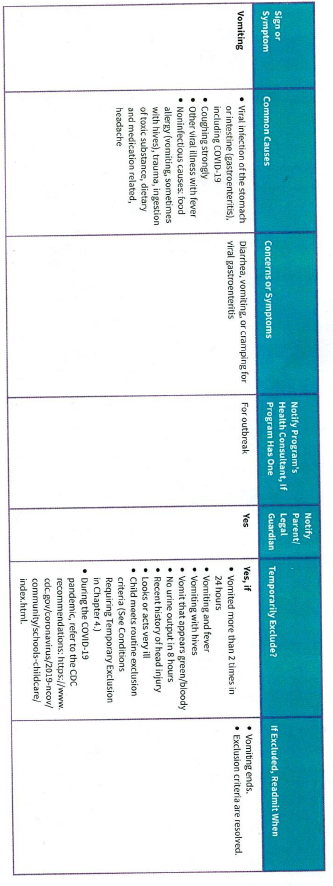 Sign or
Symptom
Common Causes
Concerns or Symptoms
Notify Program's
Health Consultant, If
Program Has One
Notify
Parent/
Legal
Guardian
Temporarily Exclude?
If Excluded, Readmit When
Vomiting
• Viral infection of the stomach
or intestine (gastroenteritis),
including COVID-19
• Coughing strongly
• Other viral illness with fever
• Noninfectious causes: food
allergy (vomiting, sometimes
with hives), trauma, ingestion
of toxic substance, dietary
and medication related,
headache
Diarrhea, vomiting, or cramping for
viral gastroenteritis
For outbreak
Yes
Yes, if
• Vomited more than 2 times in
24 hours
• Vomiting and fever
• Vomiting with hives
• Vomit that appears green/bloody
• No urine output in 8 hours
• Recent history of head injury
• Looks or acts very ill
• Child meets routine exclusion
criteria (See Conditions
Requiring Temporary Exclusion
in Chapter 4.)
• During the COVID-19
pandemic, refer to the CDC
recommendations: https://www.
cdc.gov/coronavirus/2019-ncov/
community/schools-childcare/
index.html.
• Vomiting ends.
• Exclusion criteria are resolved.